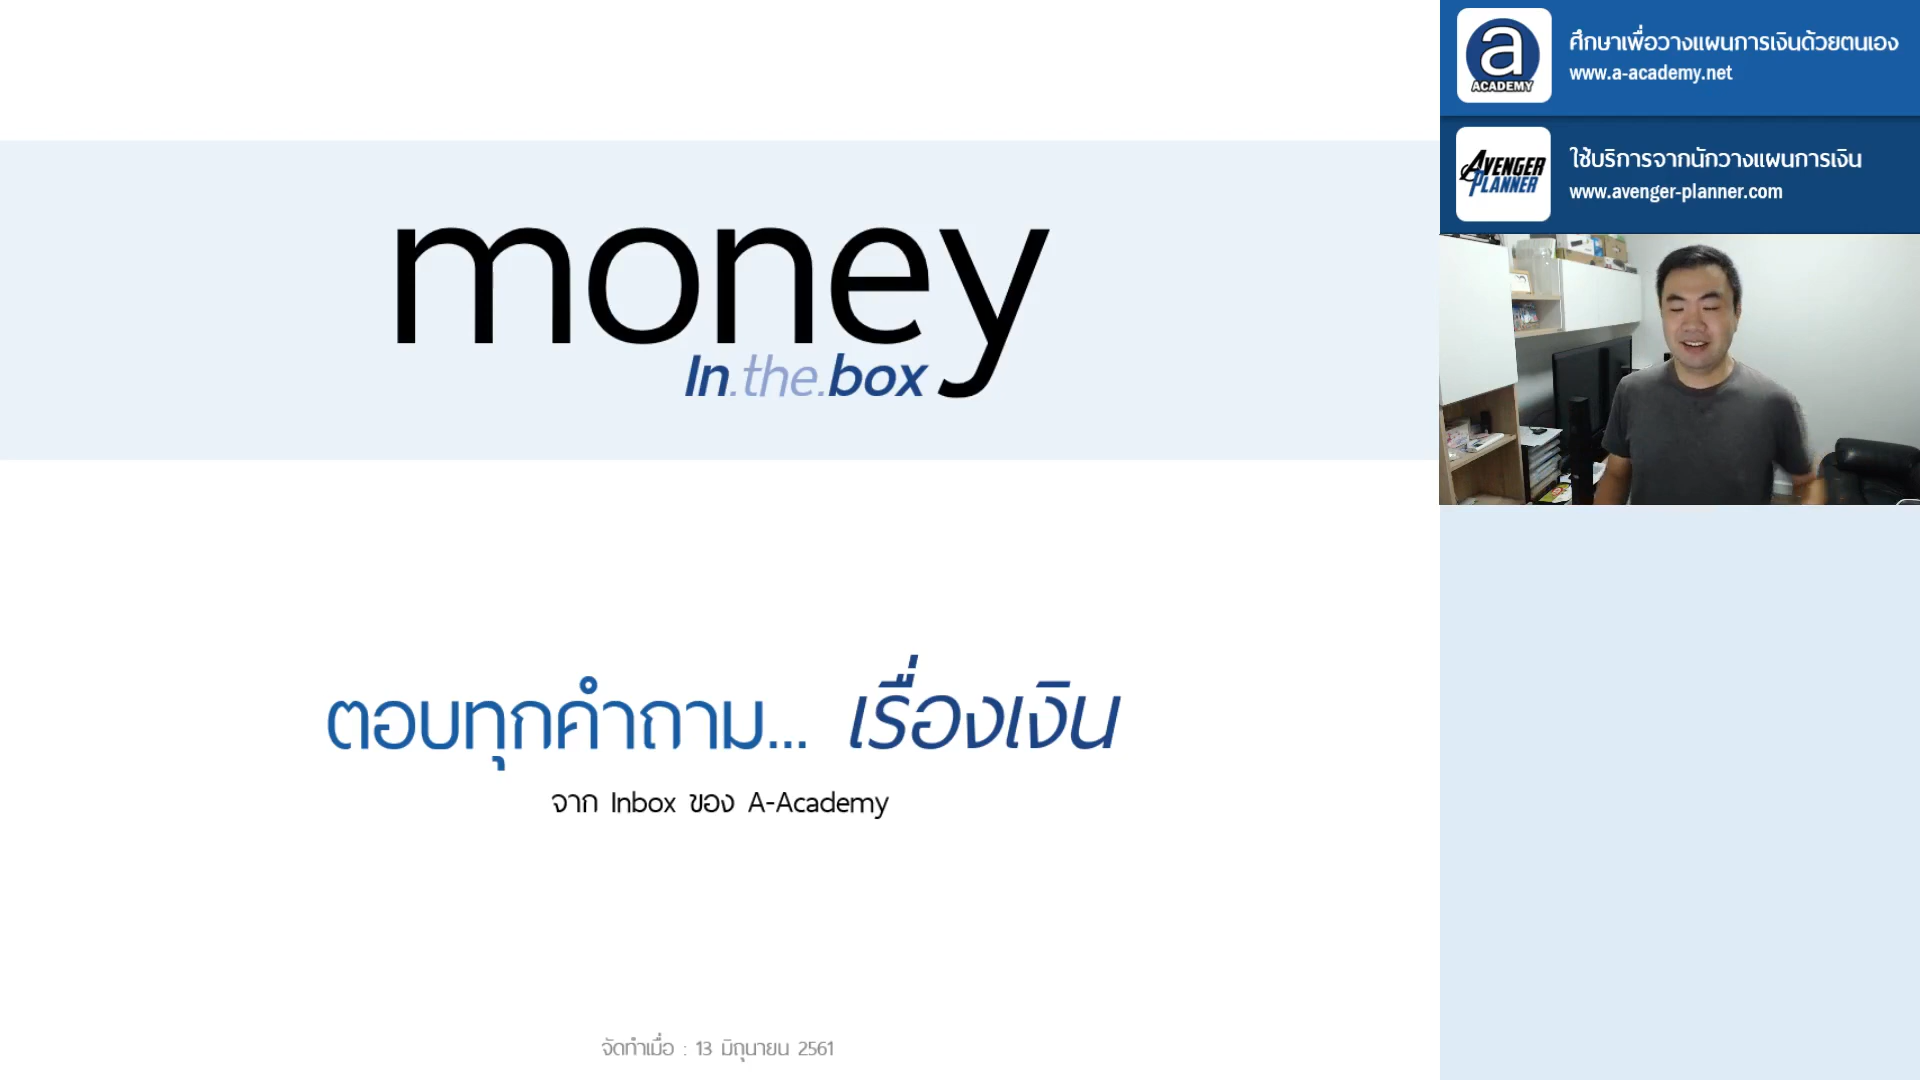 money
In.the.box
ตอบทุกคำถาม... เรื่องเงิน
จาก Inbox ของ A-Academy
จัดทำเมื่อ : 13 มิถุนายน 2561
a
ACADEMY
ศึกษาเพื่อวางแผนการเงินด้วยตนเอง
www.a-academy.net
AVENGER
PLANNER
ใช้บริการจากนักวางแผนการเงิน
www.avenger-planner.com